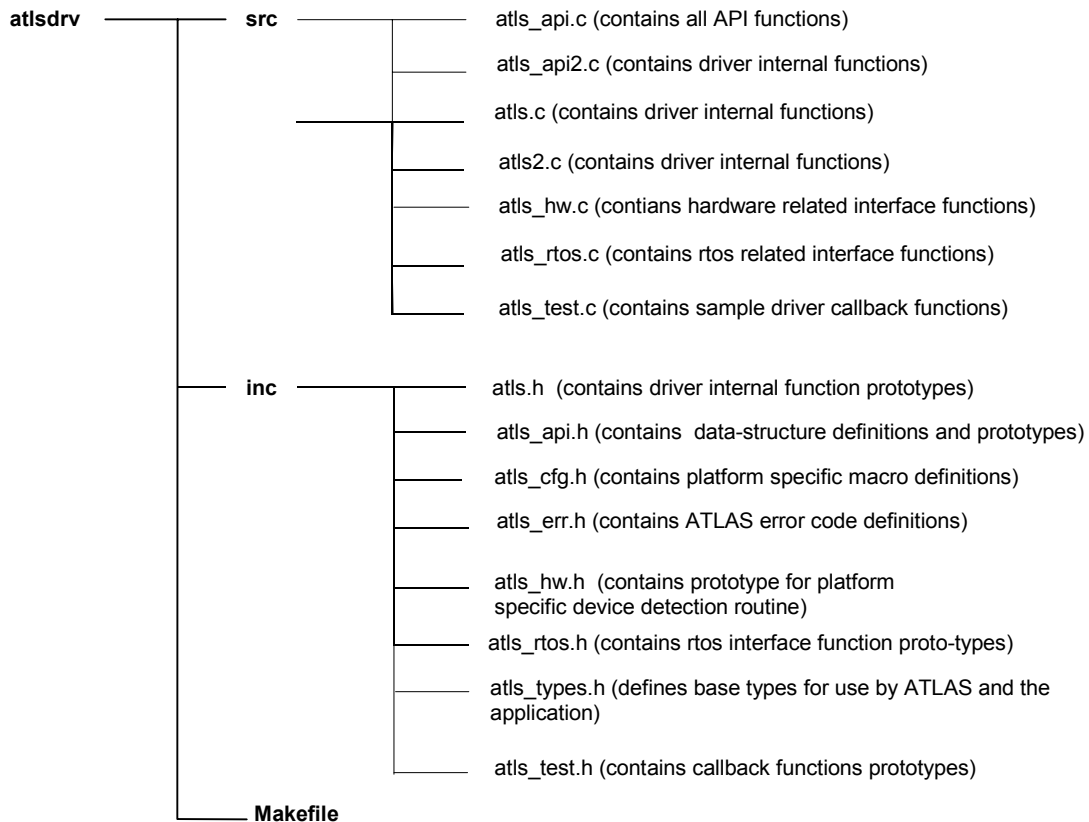 atlsdrv
src
atls_api.c (contains all API functions)
atls_api2.c (contains driver internal functions)
atls.c (contains driver internal functions)
atls2.c (contains driver internal functions)
atls_hw.c (contians hardware related interface functions)
atls_rtos.c (contains rtos related interface functions)
atls_test.c (contains sample driver callback functions)
inc
atls.h (contains driver internal function prototypes)
atls_api.h (contains data-structure definitions and prototypes)
atls_cfg.h (contains platform specific macro definitions)
atls_err.h (contains ATLAS error code definitions)
atls_hw.h (contains prototype for platform
specific device detection routine)
atls_rtos.h (contains rtos interface function proto-types)
atls_types.h (defines base types for use by ATLAS and the
application)
atls_test.h (contains callback functions prototypes)
Makefile